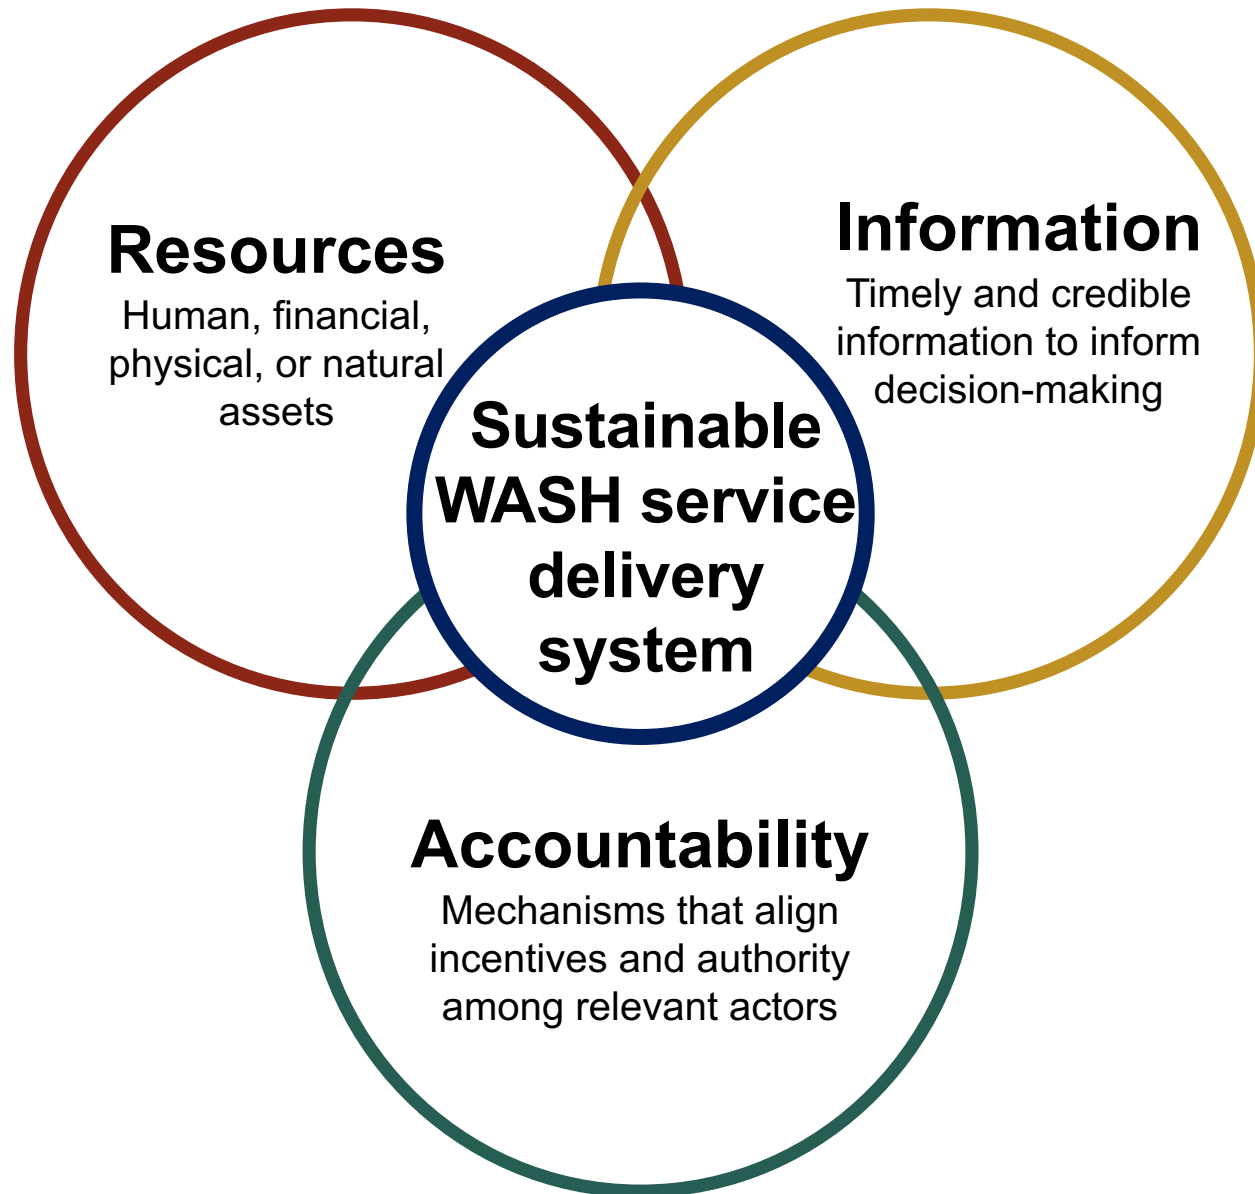 Resources
Human, financial,
physical, or natural
assets
Information
Timely and credible
information to inform
decision-making
Sustainable
WASH service
delivery
system
Accountability
Mechanisms that align
incentives and authority
among relevant actors